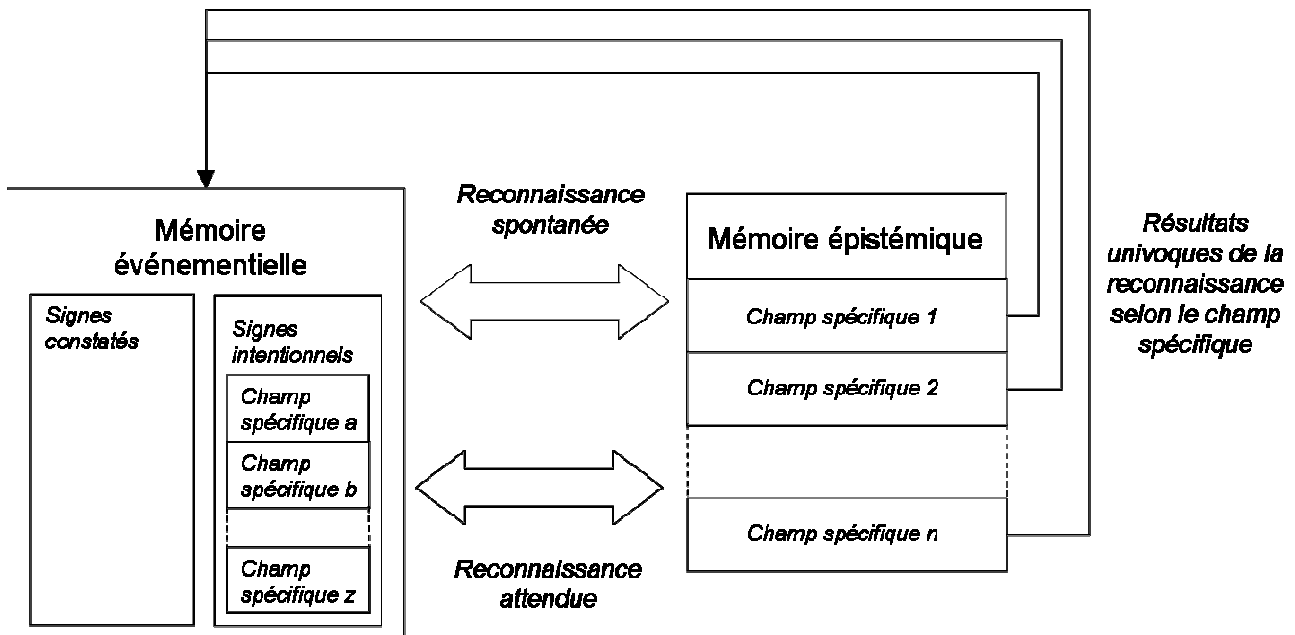 Mémoire
événementielle
Signes
constatés
Signes
intentionnels
Champ
spécifique a
Champ
spécifique b
Champ
spécifique z
Reconnaissance
spontanée
Reconnaissance
attendue
Mémoire épistémique
Champ spécifique 1
Champ spécifique 2
Champ spécifique n
Résultats
univoques de la
reconnaissance
selon le champ
spécifique